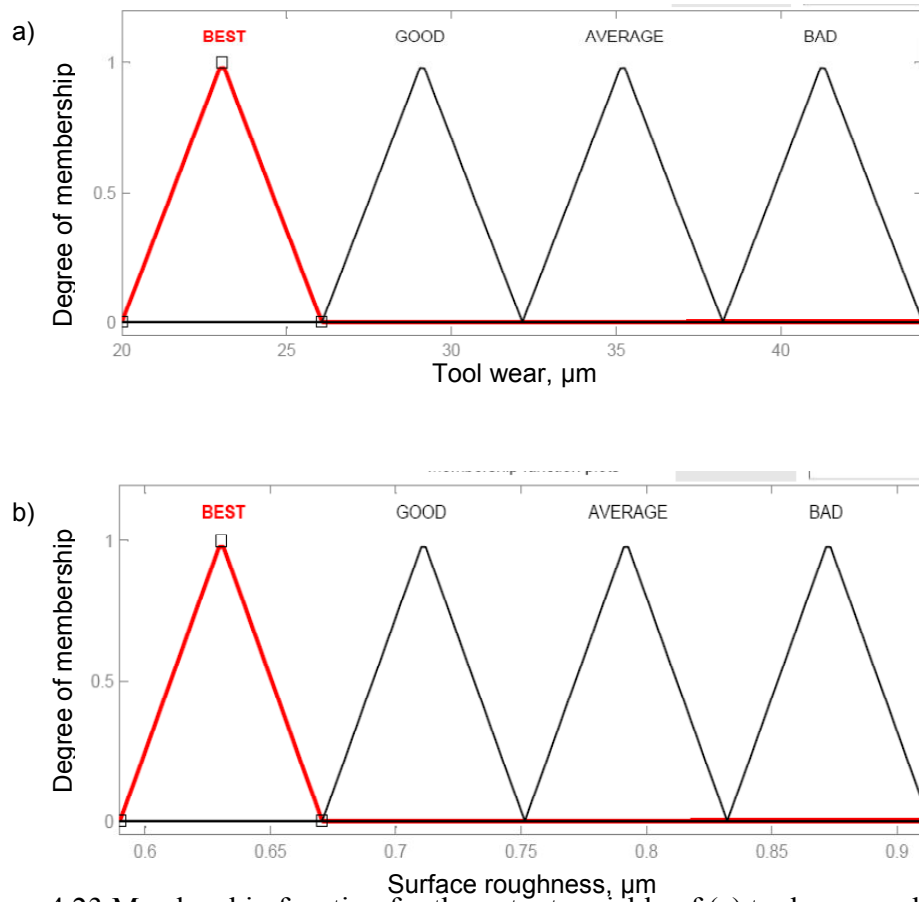 a)
BEST GOOD AVERAGE BAD
Degree of membership
1
0.5
0
20 25 30 35 40
Tool wear, µm
b)
BEST GOOD AVERAGE BAD
Degree of membership
1
0.5
0
0.6 0.65 0.7 0.75 0.8 0.85 0.9
Surface roughness, µm